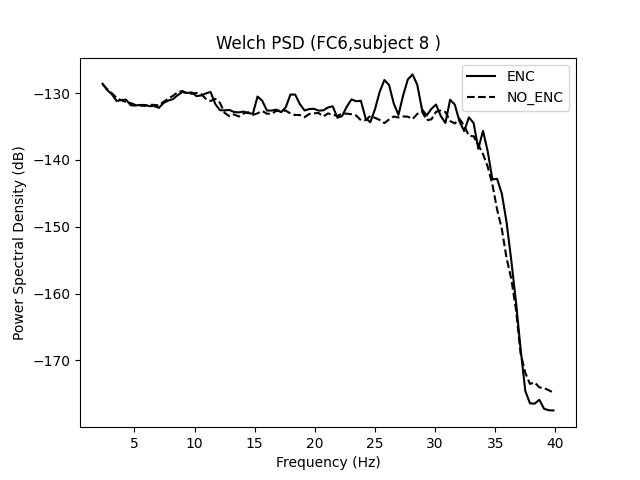 Welch PSD (FC6,subject 8 )
ENC
NO_ENC
Power Spectral Density (dB)
−130
−140
−150
−160
−170
5 10 15 20 25 30 35 40
Frequency (Hz)